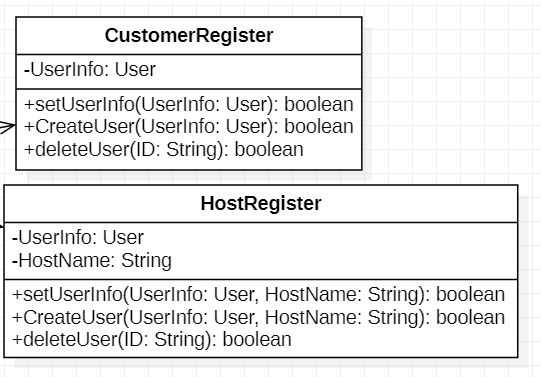 CustomerRegister
-UserInfo: User
+setUserInfo(UserInfo: User): boolean
+CreateUser(UserInfo: User): boolean
+deleteUser(ID: String): boolean
HostRegister
-UserInfo: User
-HostName: String
+setUserInfo(UserInfo: User, HostName: String): boolean
+CreateUser(UserInfo: User, HostName: String): boolean
+deleteUser(ID: String): boolean